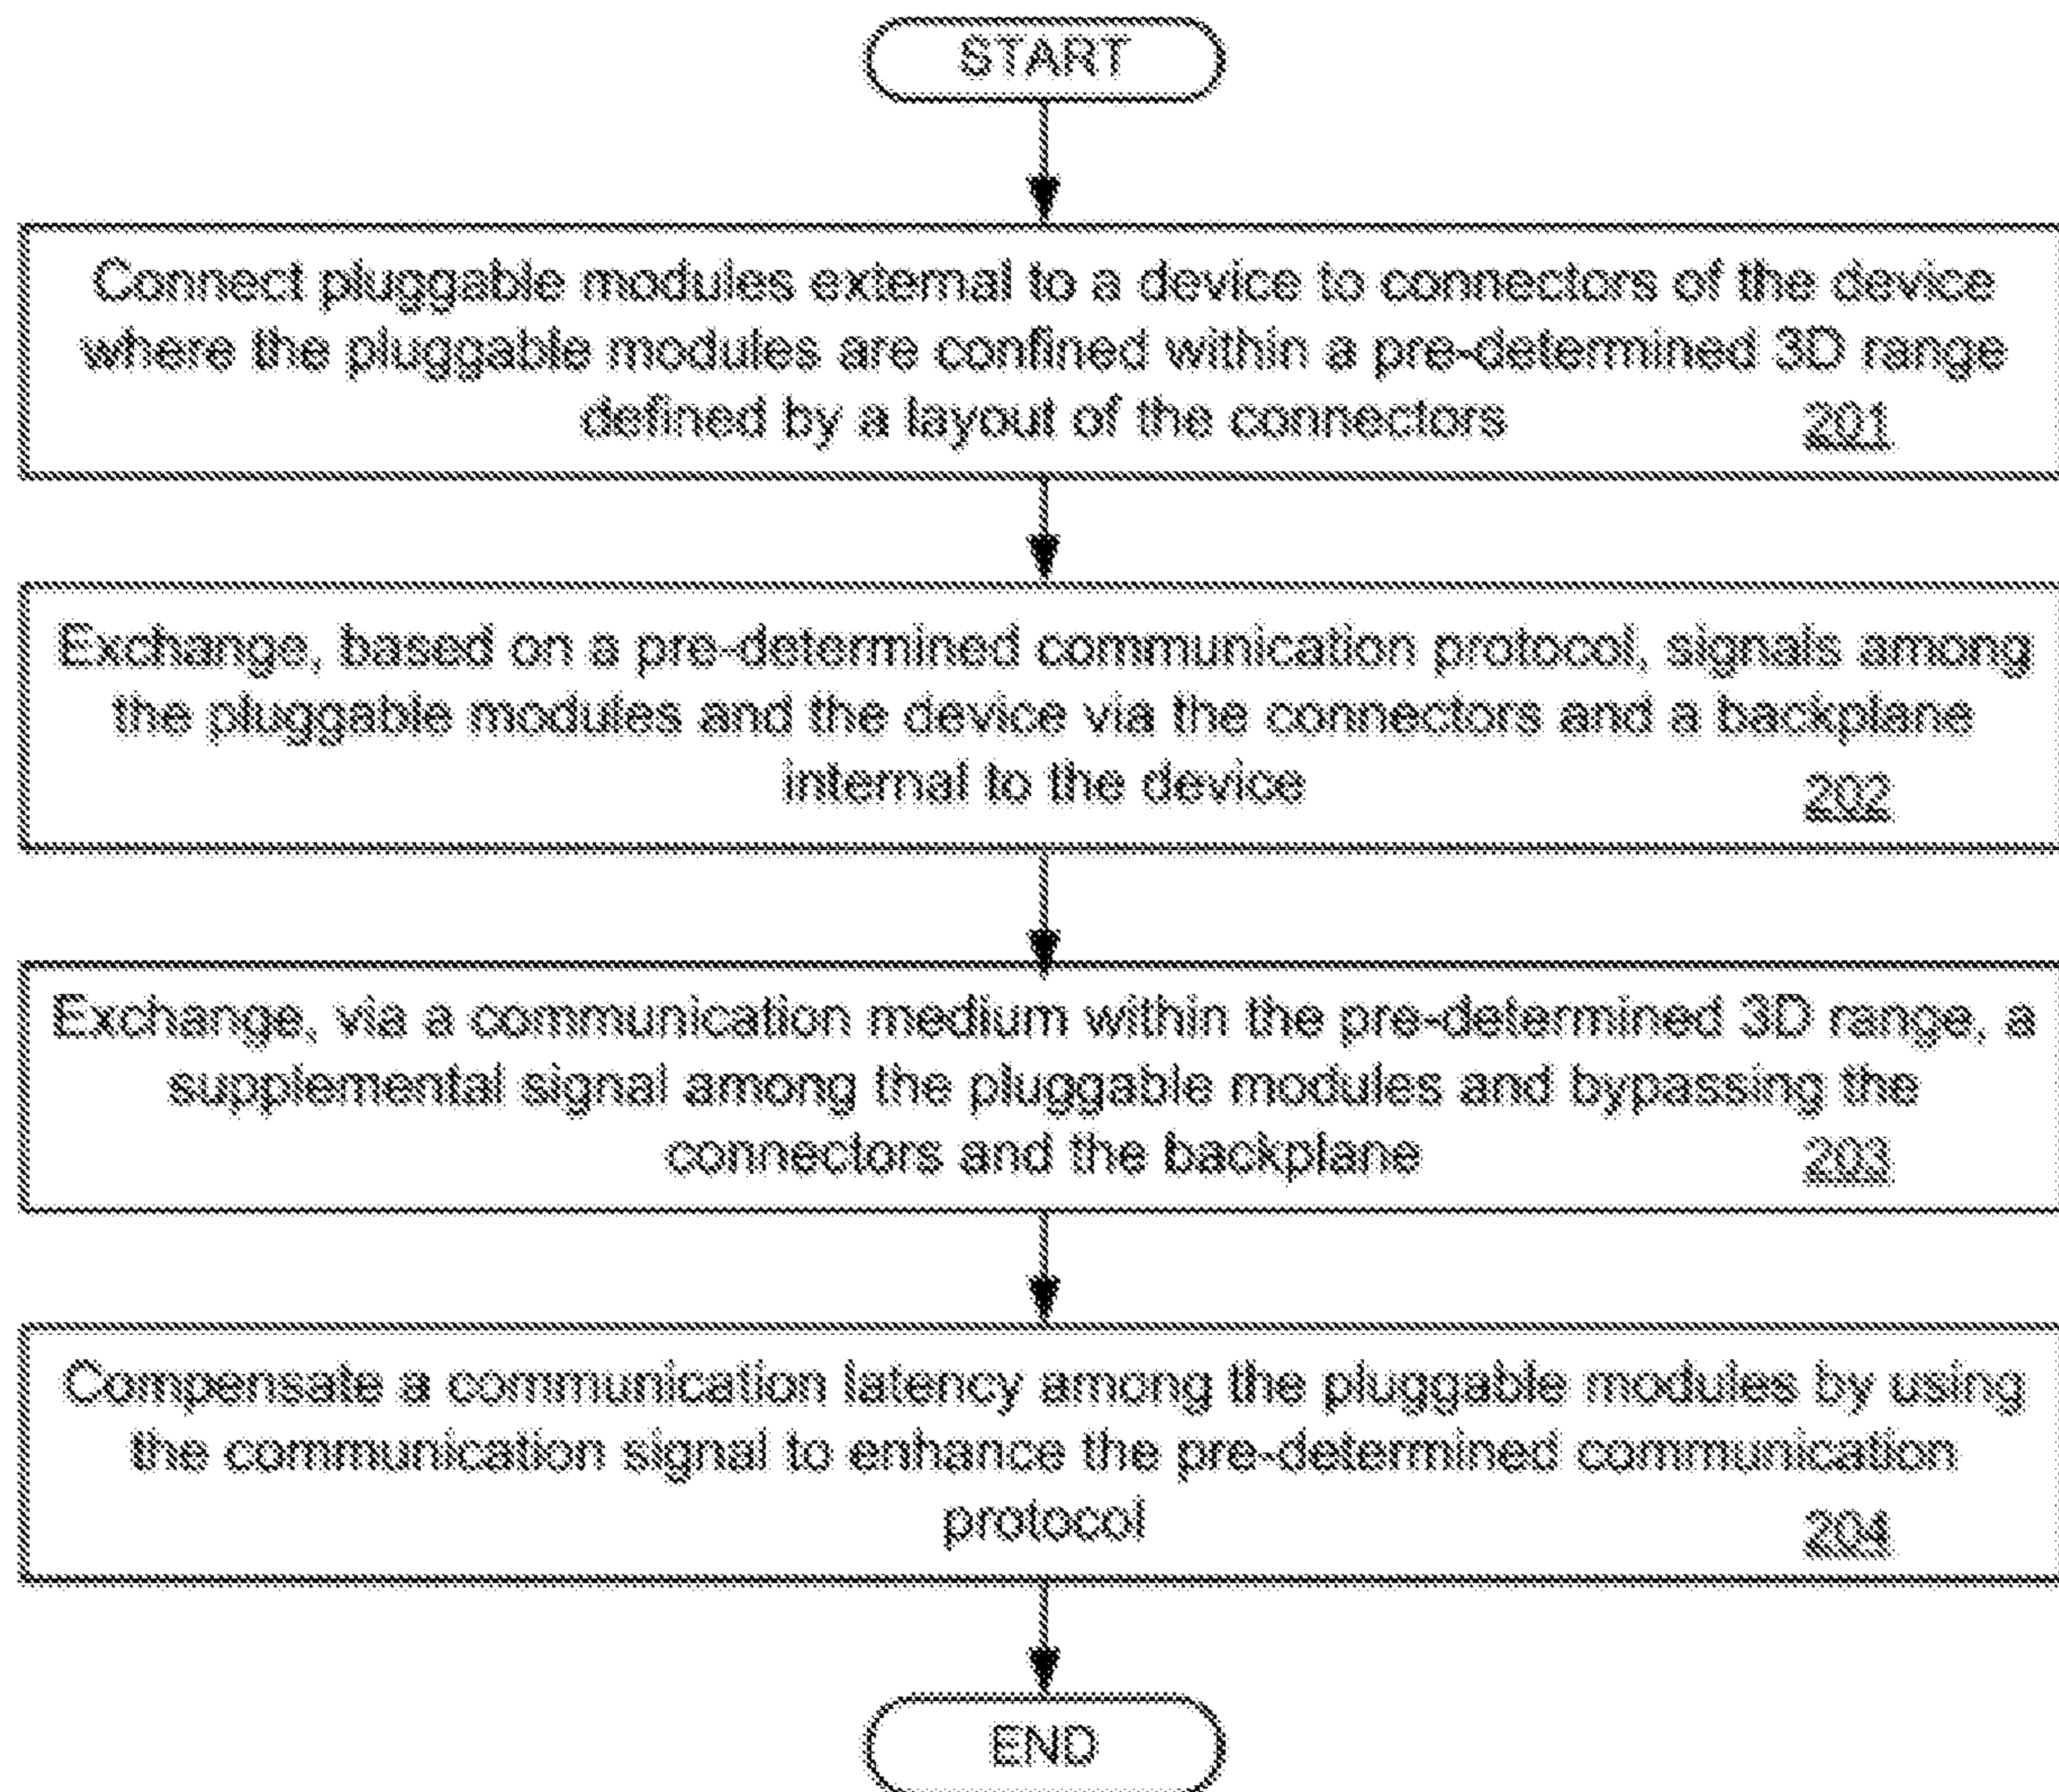 START
Connect pluggable modules external to a device to connectors of the device
where the pluggable modules are confined within a pre-determined 3D range
defined by a layout of the connectors
201
Exchange, based on a pre-determined communication protocol, signals among
the pluggable modules and the device via the connectors and a backplane
internal to the device
202
Exchange, via a communication medium within the pre-determined 3D range, a
supplemental signal among the pluggable modules and bypassing the
connectors and the backplane
203
Compensate a communication latency among the pluggable modules by using
the communication signal to enhance the pre-determined communication
protocol
204
END